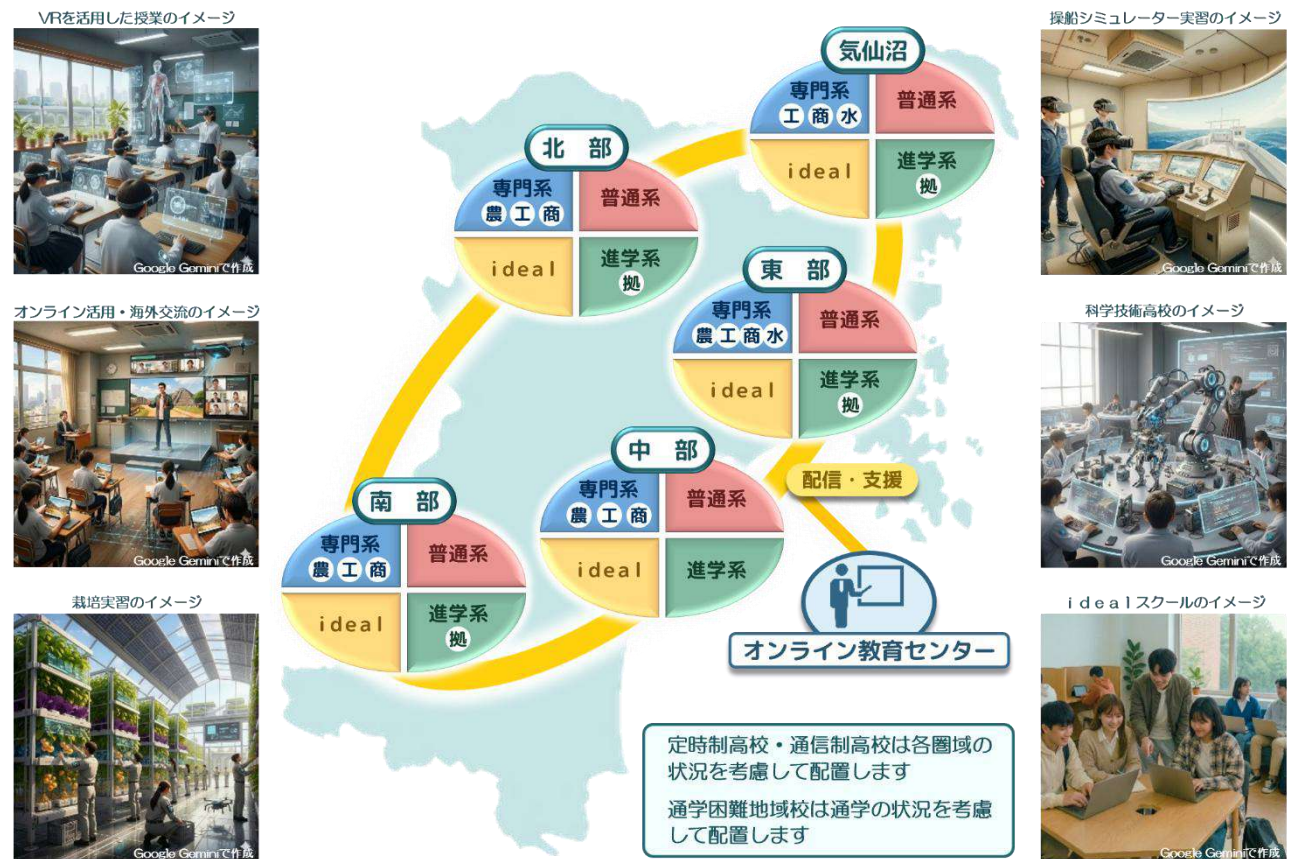 VRを活用した授業のイメージ
Google Geminiで作成
オンライン活用・海外交流のイメージ
Google Geminiで作成
栽培実習のイメージ
Google Geminiで作成
気仙沼
専門系
工 商 水
普通系
ideal
進学系
拠
北 部
専門系
農 工 商
普通系
ideal
進学系
拠
東 部
専門系
農 工 商 水
普通系
ideal
進学系
拠
中 部
専門系
農 工 商
普通系
ideal
進学系
南 部
専門系
農 工 商
普通系
ideal
進学系
拠
配信・支援
オンライン教育センター
定時制高校・通信制高校は各圏域の
状況を考慮して配置します
通学困難地域校は通学の状況を考慮
して配置します
操船シミュレーター実習のイメージ
Google Geminiで作成
科学技術高校のイメージ
Google Geminiで作成
idealスクールのイメージ
Google Geminiで作成